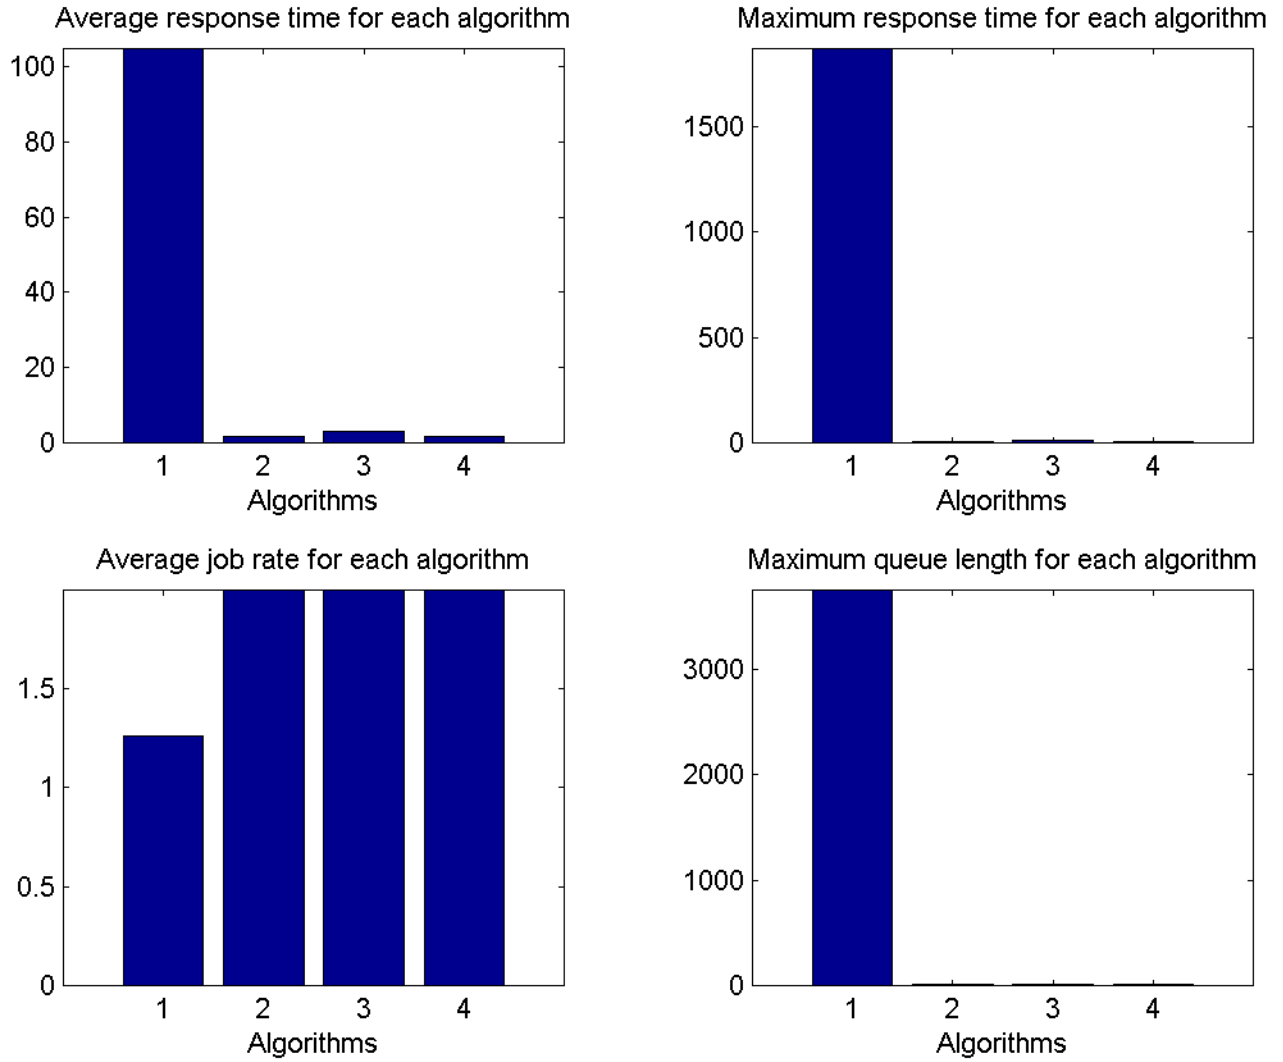 Average response time for each algorithm
100
80
60
40
20
0
1 2 3 4
Algorithms
Maximum response time for each algorithm
1500
1000
500
0
1 2 3 4
Algorithms
Average job rate for each algorithm
1.5
1
0.5
0
1 2 3 4
Algorithms
Maximum queue length for each algorithm
3000
2000
1000
0
1 2 3 4
Algorithms